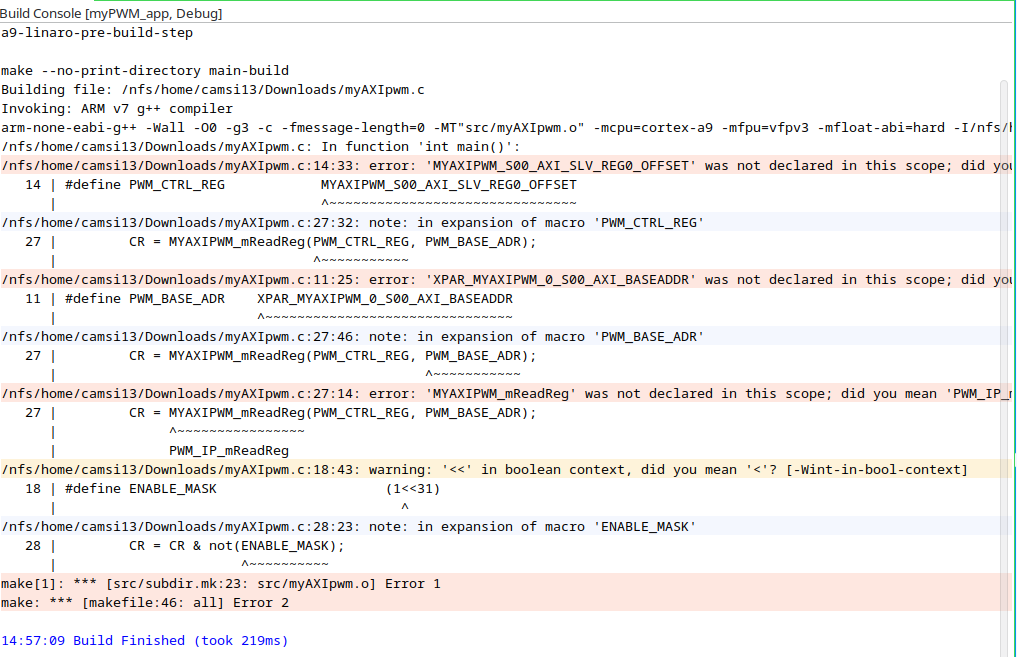 Build Console [myPWM_app, Debug]
a9-linaro-pre-build-step
make --no-print-directory main-build
Building file: /nfs/home/camsi13/Downloads/myAXIpwm.c
Invoking: ARM v7 g++ compiler
arm-none-eabi-g++ -Wall -O0 -g3 -c -fmessage-length=0 -MT"src/myAXIpwm.o" -mcpu=cortex-a9 -mfpu=vfpv3 -mfloat-abi=hard -I/nfs/
/nfs/home/camsi13/Downloads/myAXIpwm.c: In function 'int main()':
/nfs/home/camsi13/Downloads/myAXIpwm.c:14:33: error: 'MYAXIPWM_S00_AXI_SLV_REG0_OFFSET' was not declared in this scope; did you
14 | #define PWM_CTRL_REG            MYAXIPWM_S00_AXI_SLV_REG0_OFFSET
|                                 ^~~~~~~~~~~~~~~~~~~~~~~~~~~~~~~~
/nfs/home/camsi13/Downloads/myAXIpwm.c:27:32: note: in expansion of macro 'PWM_CTRL_REG'
27 |         CR = MYAXIPWM_mReadReg(PWM_CTRL_REG, PWM_BASE_ADR);
|                                ^~~~~~~~~~~~
/nfs/home/camsi13/Downloads/myAXIpwm.c:11:25: error: 'XPAR_MYAXIPWM_0_S00_AXI_BASEADDR' was not declared in this scope; did you
11 | #define PWM_BASE_ADR    XPAR_MYAXIPWM_0_S00_AXI_BASEADDR
|                         ^~~~~~~~~~~~~~~~~~~~~~~~~~~~~~~~
/nfs/home/camsi13/Downloads/myAXIpwm.c:27:46: note: in expansion of macro 'PWM_BASE_ADR'
27 |         CR = MYAXIPWM_mReadReg(PWM_CTRL_REG, PWM_BASE_ADR);
|                                              ^~~~~~~~~~~~
/nfs/home/camsi13/Downloads/myAXIpwm.c:27:14: error: 'MYAXIPWM_mReadReg' was not declared in this scope; did you mean 'PWM_IP_
27 |         CR = MYAXIPWM_mReadReg(PWM_CTRL_REG, PWM_BASE_ADR);
|              ^~~~~~~~~~~~~~~~~
|              PWM_IP_mReadReg
/nfs/home/camsi13/Downloads/myAXIpwm.c:18:43: warning: '<<' in boolean context, did you mean '<'? [-Wint-in-bool-context]
18 | #define ENABLE_MASK                     (1<<31)
|                                           ^
/nfs/home/camsi13/Downloads/myAXIpwm.c:28:23: note: in expansion of macro 'ENABLE_MASK'
28 |         CR = CR & not(ENABLE_MASK);
|                       ^~~~~~~~~~~
make[1]: *** [src/subdir.mk:23: src/myAXIpwm.o] Error 1
make: *** [makefile:46: all] Error 2
14:57:09 Build Finished (took 219ms)